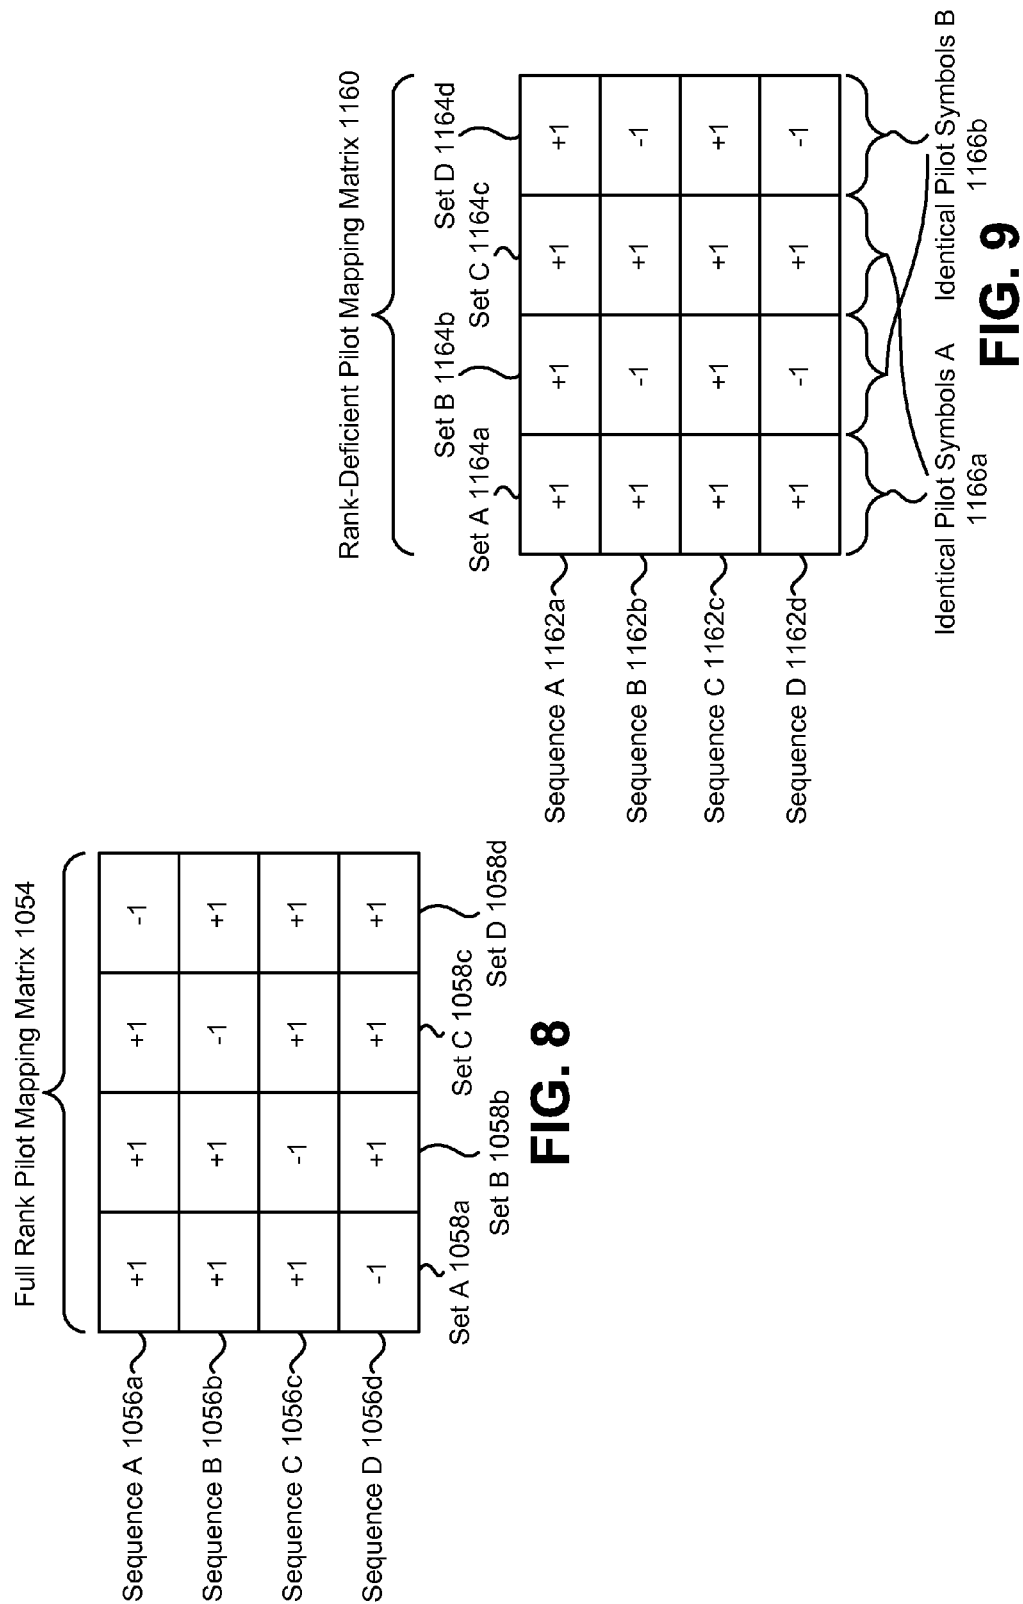 Full Rank Pilot Mapping Matrix 1054
Sequence A 1056a +1 +1 +1 -1
Sequence B 1056b +1 +1 -1 +1
Sequence C 1056c +1 -1 +1 +1
Sequence D 1056d -1 +1 +1 +1
Set A 1058a Set C 1058c
Set B 1058b Set D 1058d
FIG. 8
Rank-Deficient Pilot Mapping Matrix 1160
Set B 1164b Set D 1164d
Set A 1164a Set C 1164c
Sequence A 1162a +1 +1 +1 +1
Sequence B 1162b +1 -1 +1 -1
Sequence C 1162c +1 +1 +1 +1
Sequence D 1162d +1 -1 +1 -1
Identical Pilot Symbols A Identical Pilot Symbols B
1166a 1166b
FIG. 9